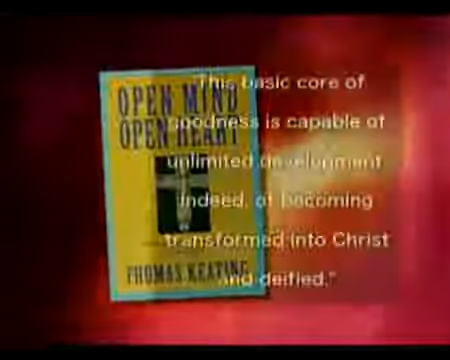 OPEN MIND
OPEN HEART
THOMAS KEATING
"This basic core of
goodness is capable of
unlimited development
indeed, of becoming
transformed into Christ
and deified."